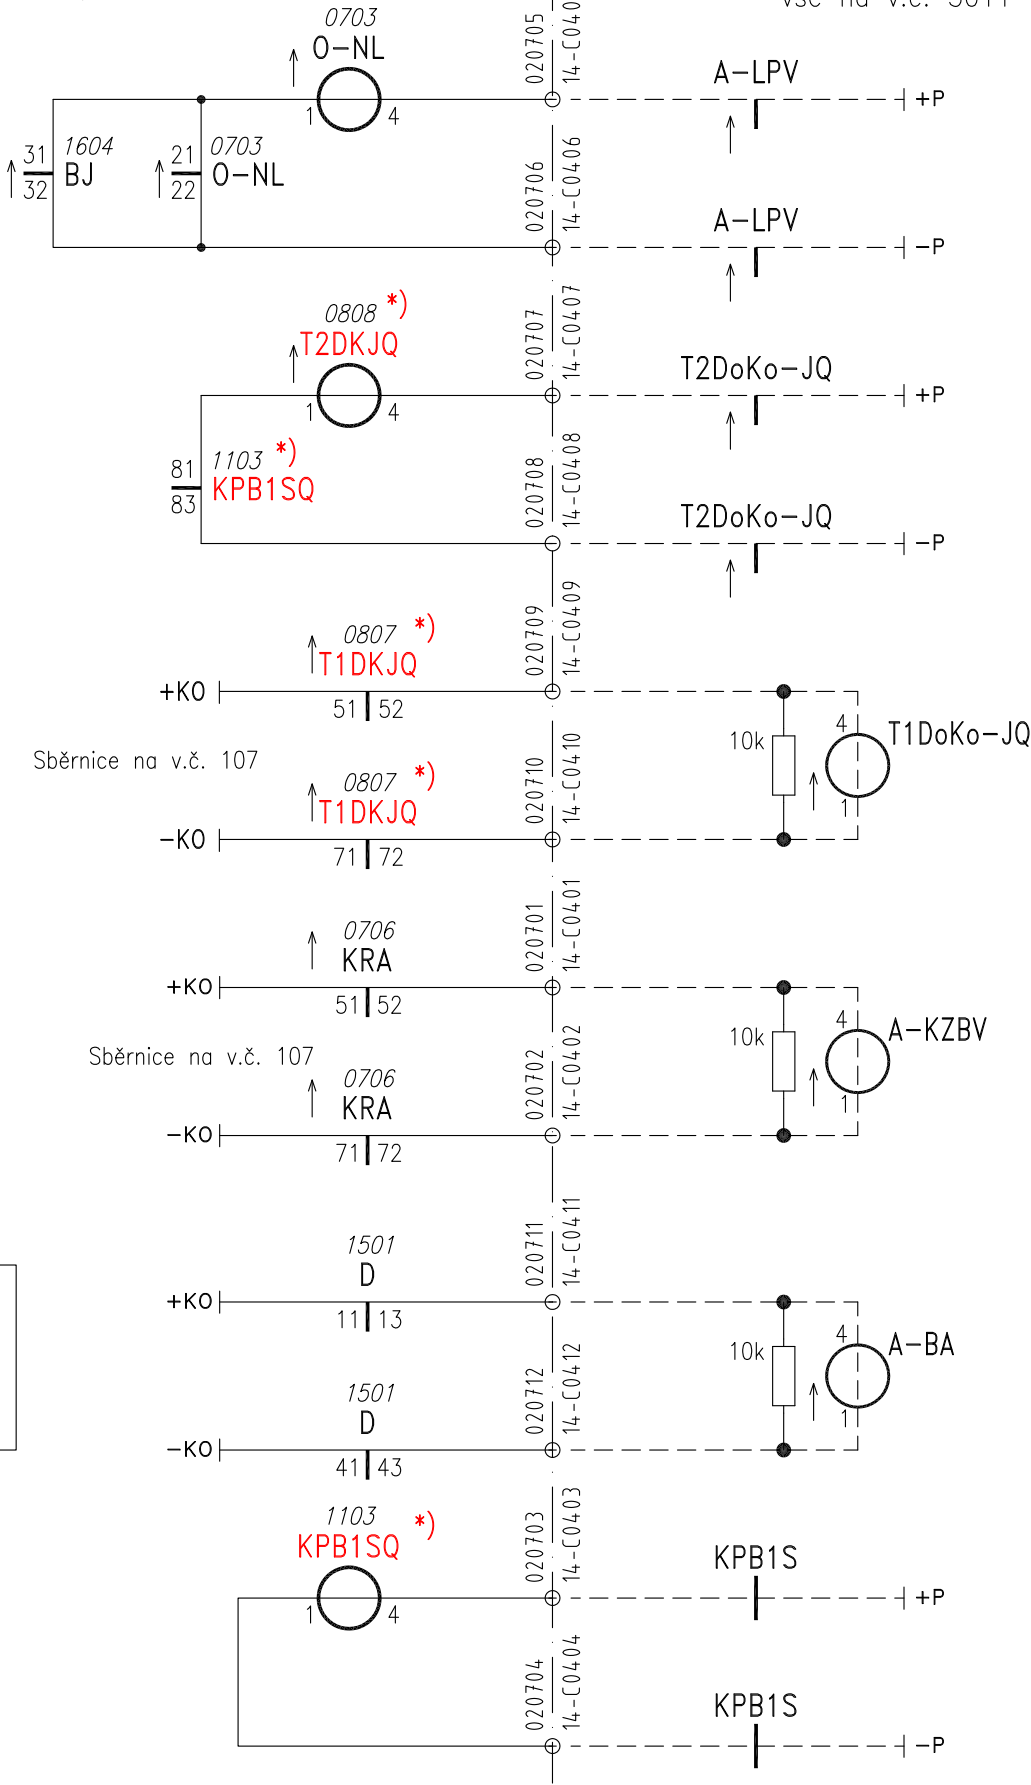 vše na v.č. 3011
0703
O-NL
1
4
020705
14-C040
A-LPV
+P
31
32
1604
BJ
21
22
0703
O-NL
020706
14-C0406
A-LPV
-P
0808 *)
T2DKJQ
1
4
020707
14-C0407
T2DoKo-JQ
+P
81
83
1103 *)
KPB1SQ
020708
14-C0408
T2DoKo-JQ
-P
0807 *)
T1DKJQ
+KO
51 52
020709
14-C0409
Sběrnice na v.č. 107
10k
4
1
T1DoKo-JQ
0807 *)
T1DKJQ
-KO
71 72
020710
14-C0410
0706
KRA
+KO
51 52
020701
14-C0401
Sběrnice na v.č. 107
10k
4
1
A-KZBV
0706
KRA
-KO
71 72
020702
14-C0402
1501
D
+KO
11 13
020711
14-C0411
10k
4
1
A-BA
1501
D
-KO
41 43
020712
14-C0412
1103 *)
KPB1SQ
1
4
020703
14-C0403
KPB1S
+P
020704
14-C0404
KPB1S
-P